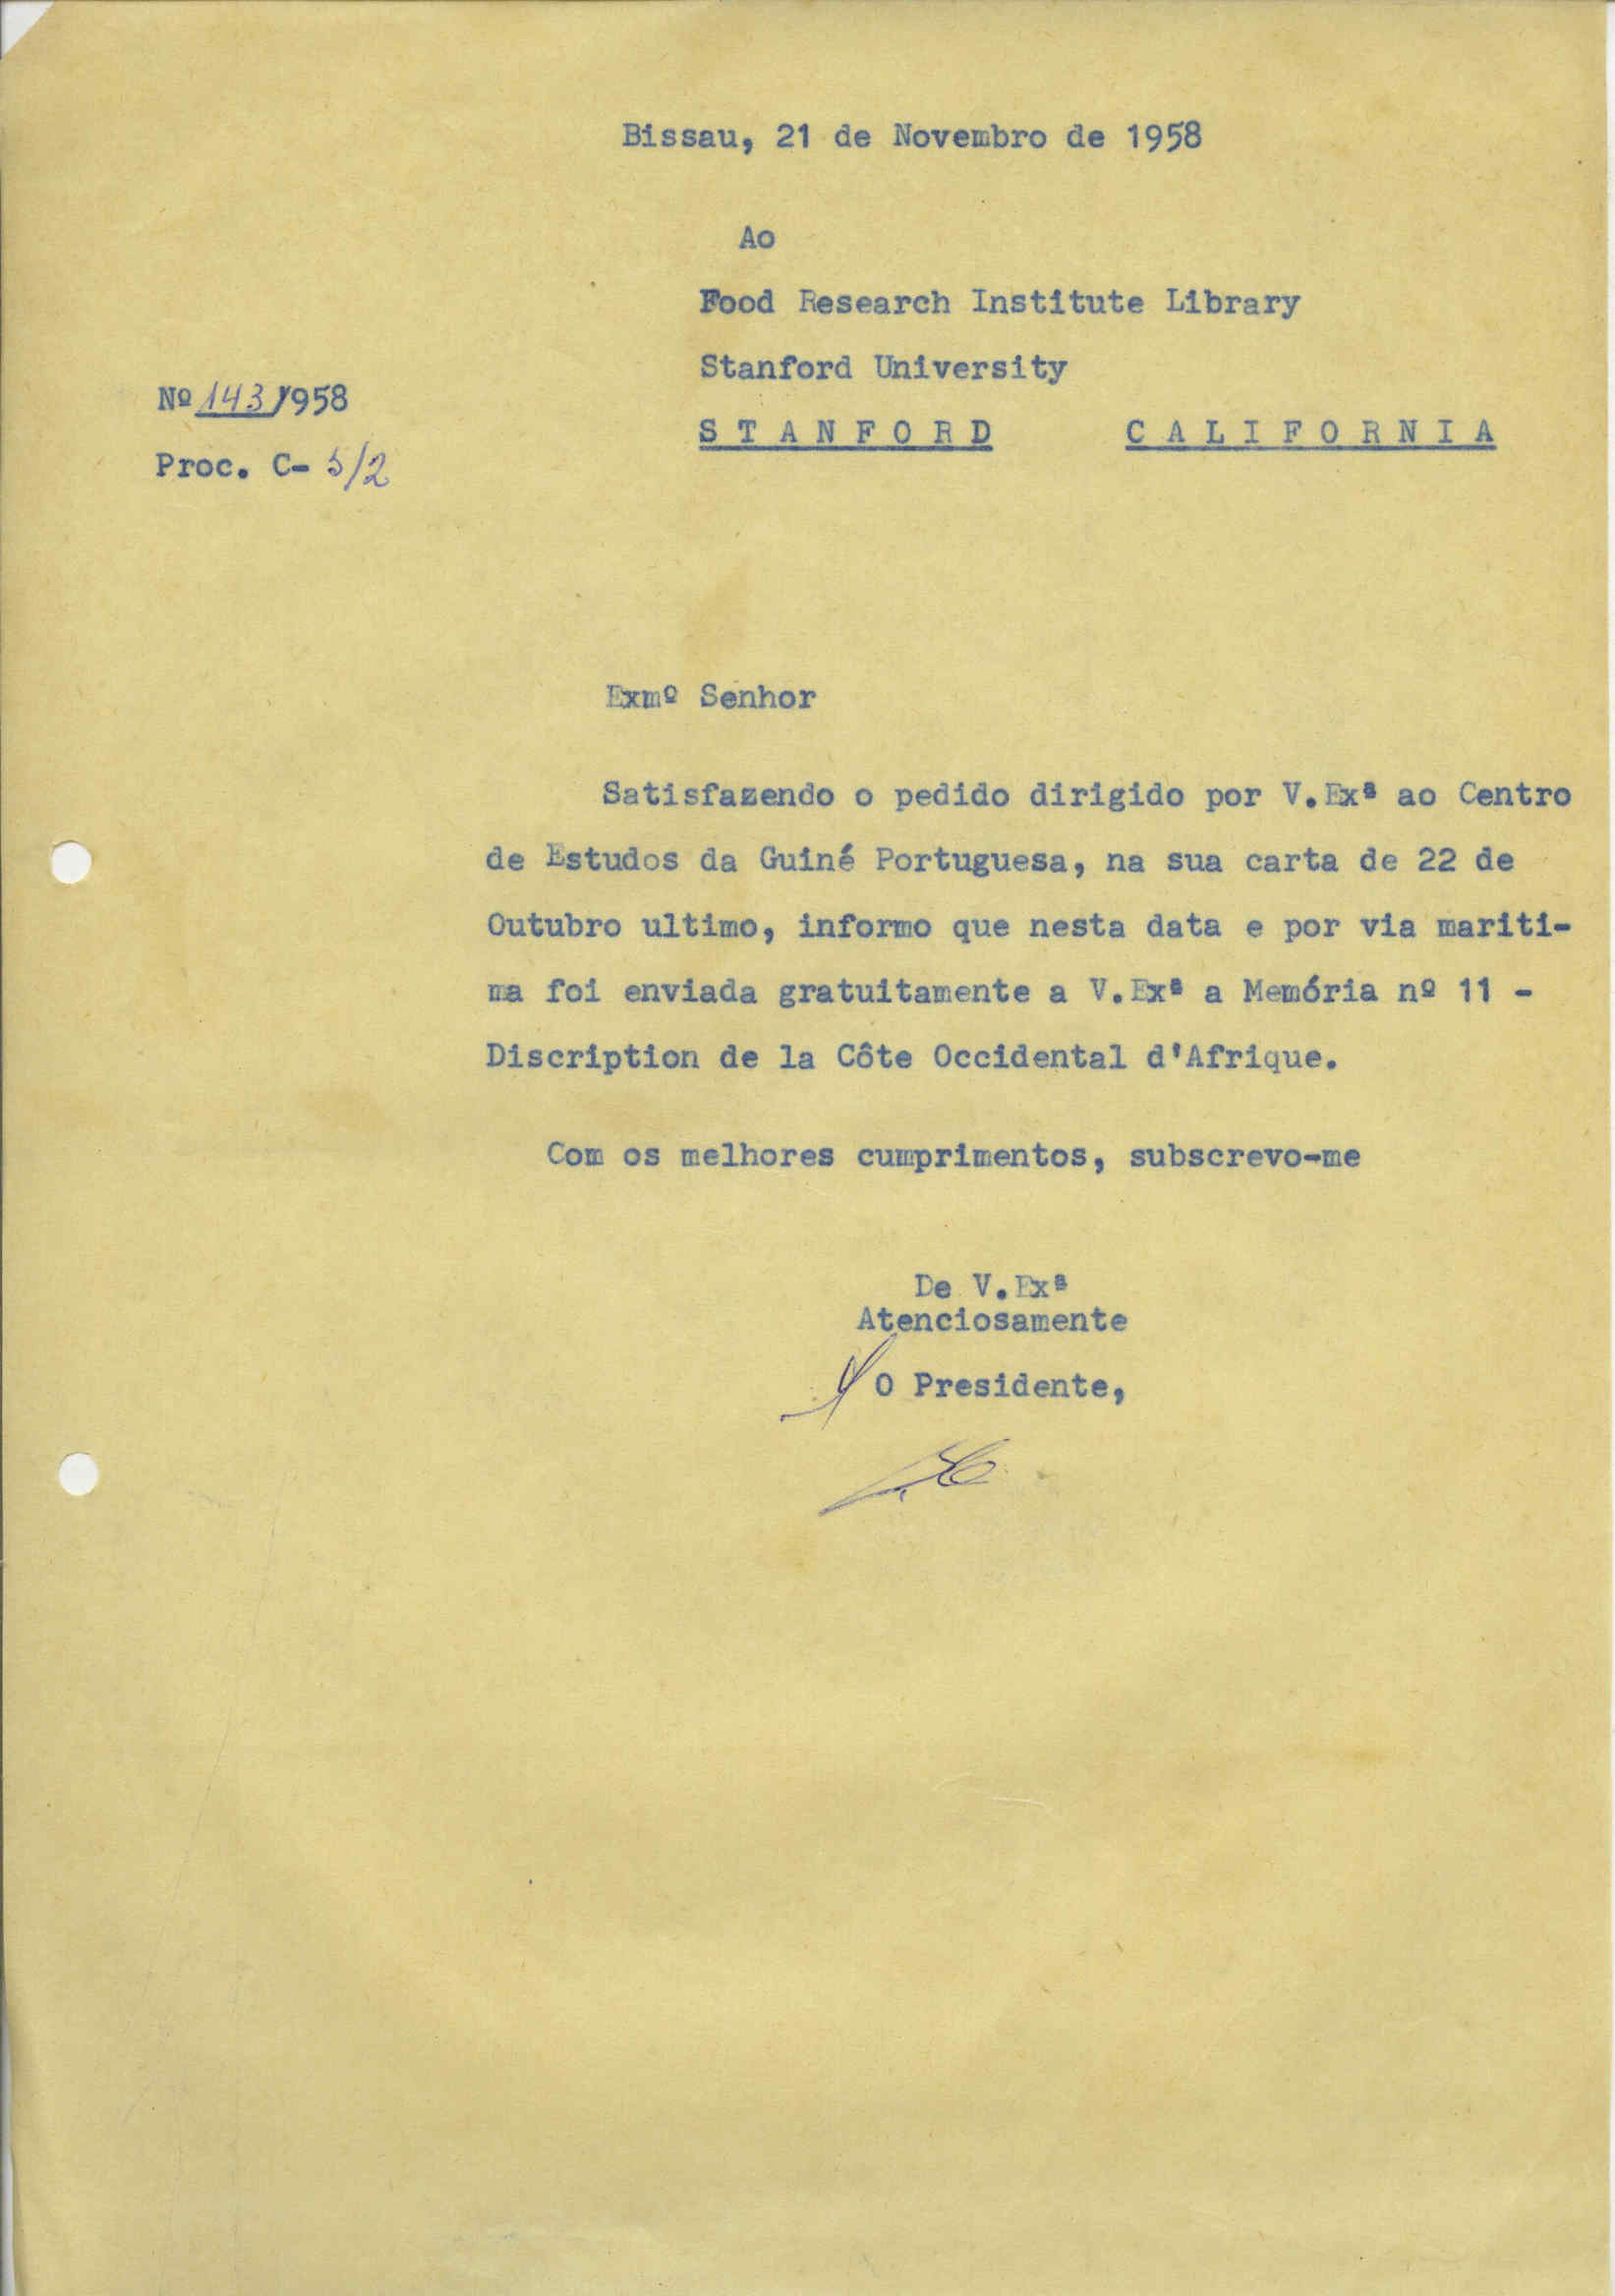 Bissau, 21 de Novembro de 1958
Ao
Food Research Institute Library
Stanford University
Nº 143/958
STANFORD CALIFORNIA
Proc. C- 5/2
Exmº Senhor
Satisfazendo o pedido dirigido por V.Exª ao Centro
de Estudos da Guiné Portuguesa, na sua carta de 22 de
Outubro ultimo, informo que nesta data e por via mariti-
ma foi enviada gratuitamente a V.Exª a Memória nº 11 -
Discription de la Côte Occidental d'Afrique.
Com os melhores cumprimentos, subscrevo-me
De V.Exª
Atenciosamente
O Presidente,